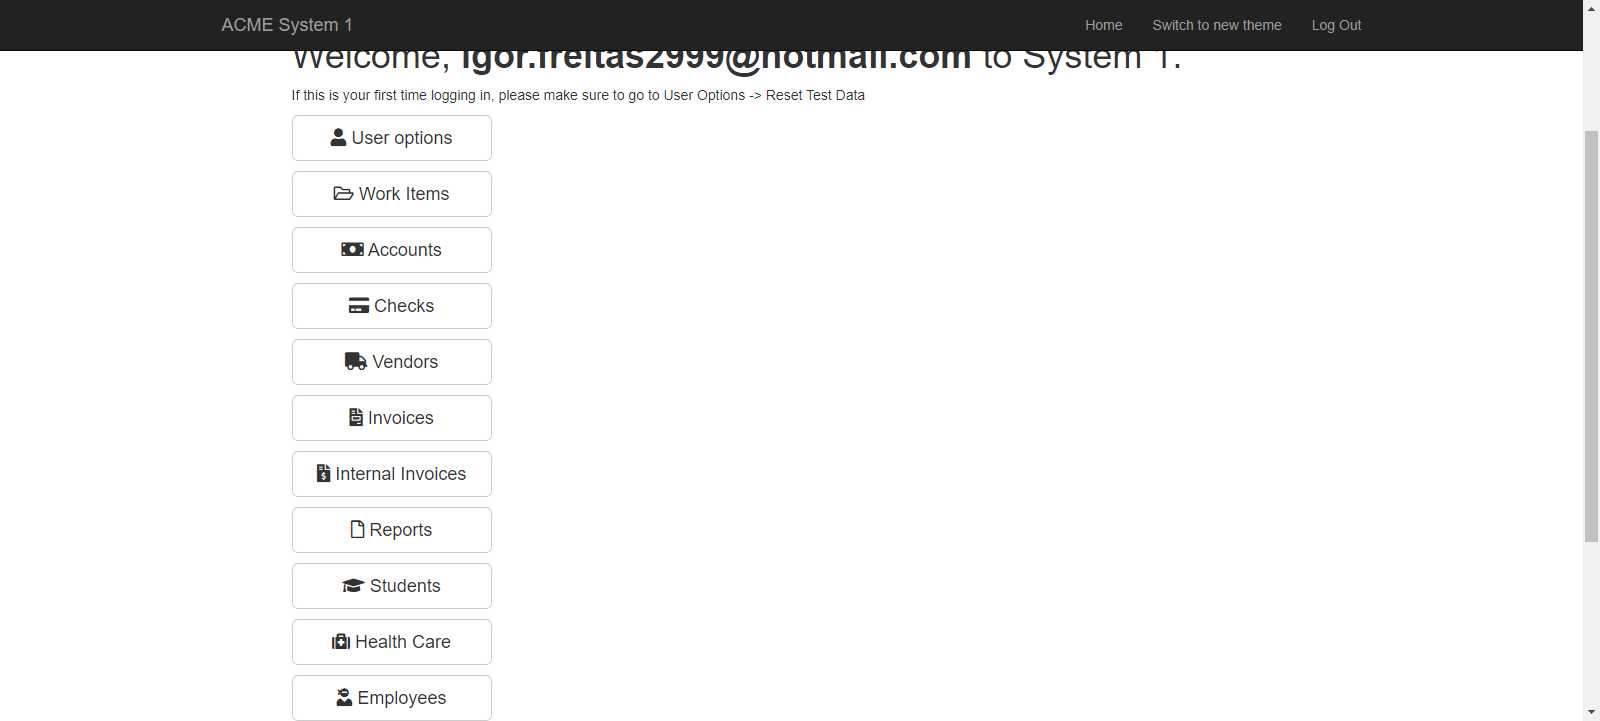 ACME System 1
Home
Switch to new theme
Log Out
Welcome, igor.freitas2999@hotmail.com to System 1.
If this is your first time logging in, please make sure to go to User Options -> Reset Test Data
User options
Work Items
Accounts
Checks
Vendors
Invoices
Internal Invoices
Reports
Students
Health Care
Employees